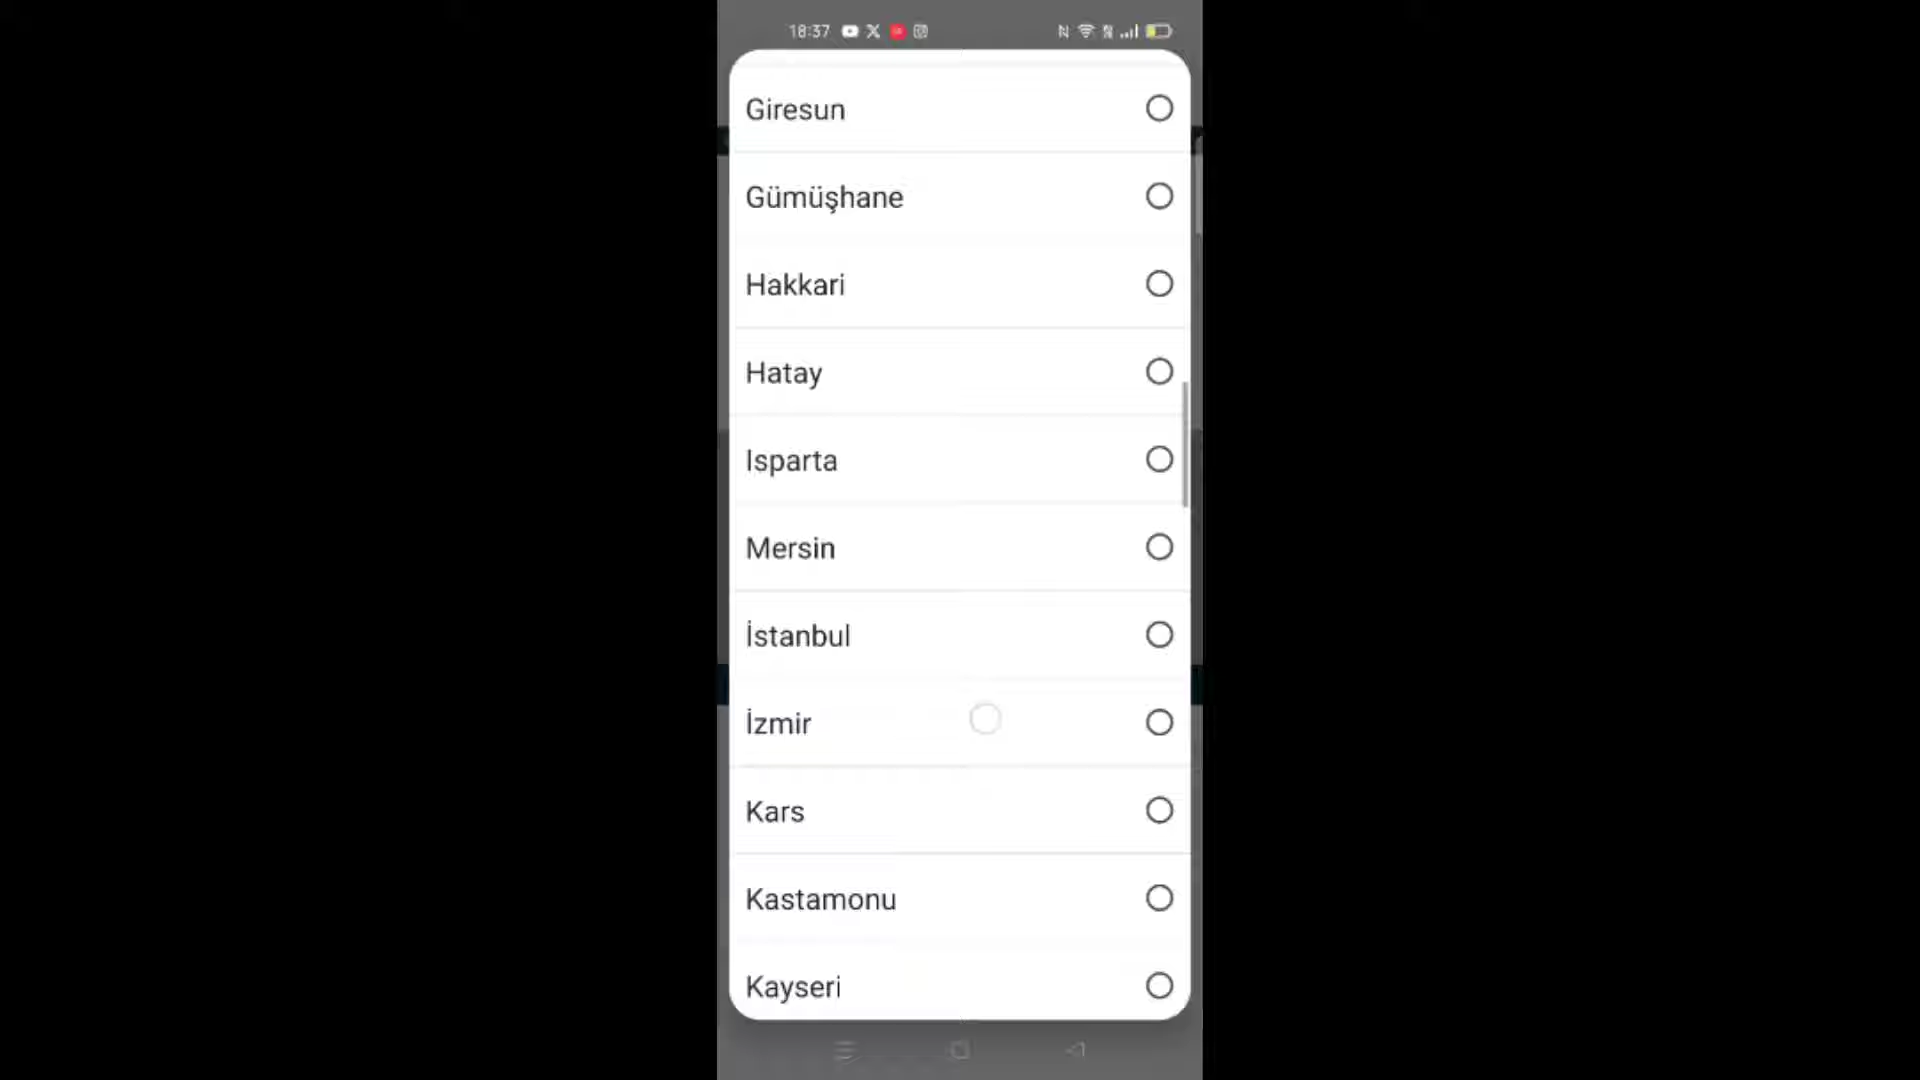 18:37
Giresun
Gümüşhane
Hakkari
Hatay
Isparta
Mersin
İstanbul
İzmir
Kars
Kastamonu
Kayseri